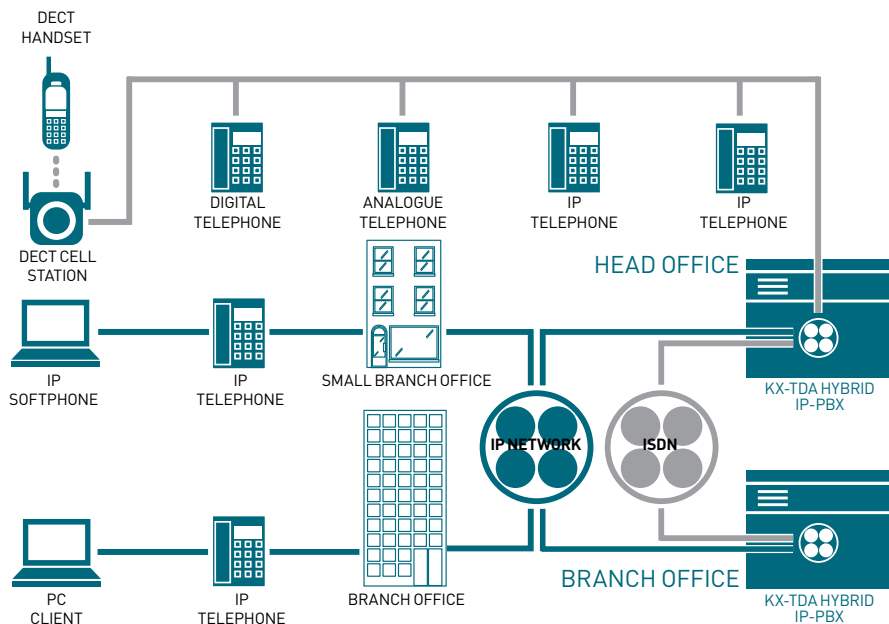 DECT
HANDSET
DIGITAL
TELEPHONE
ANALOGUE
TELEPHONE
IP
TELEPHONE
IP
TELEPHONE
DECT CELL
STATION
HEAD OFFICE
IP
SOFTPHONE
IP
TELEPHONE
SMALL BRANCH OFFICE
KX-TDA HYBRID
IP-PBX
IP NETWORK
ISDN
PC
CLIENT
IP
TELEPHONE
BRANCH OFFICE
BRANCH OFFICE
KX-TDA HYBRID
IP-PBX